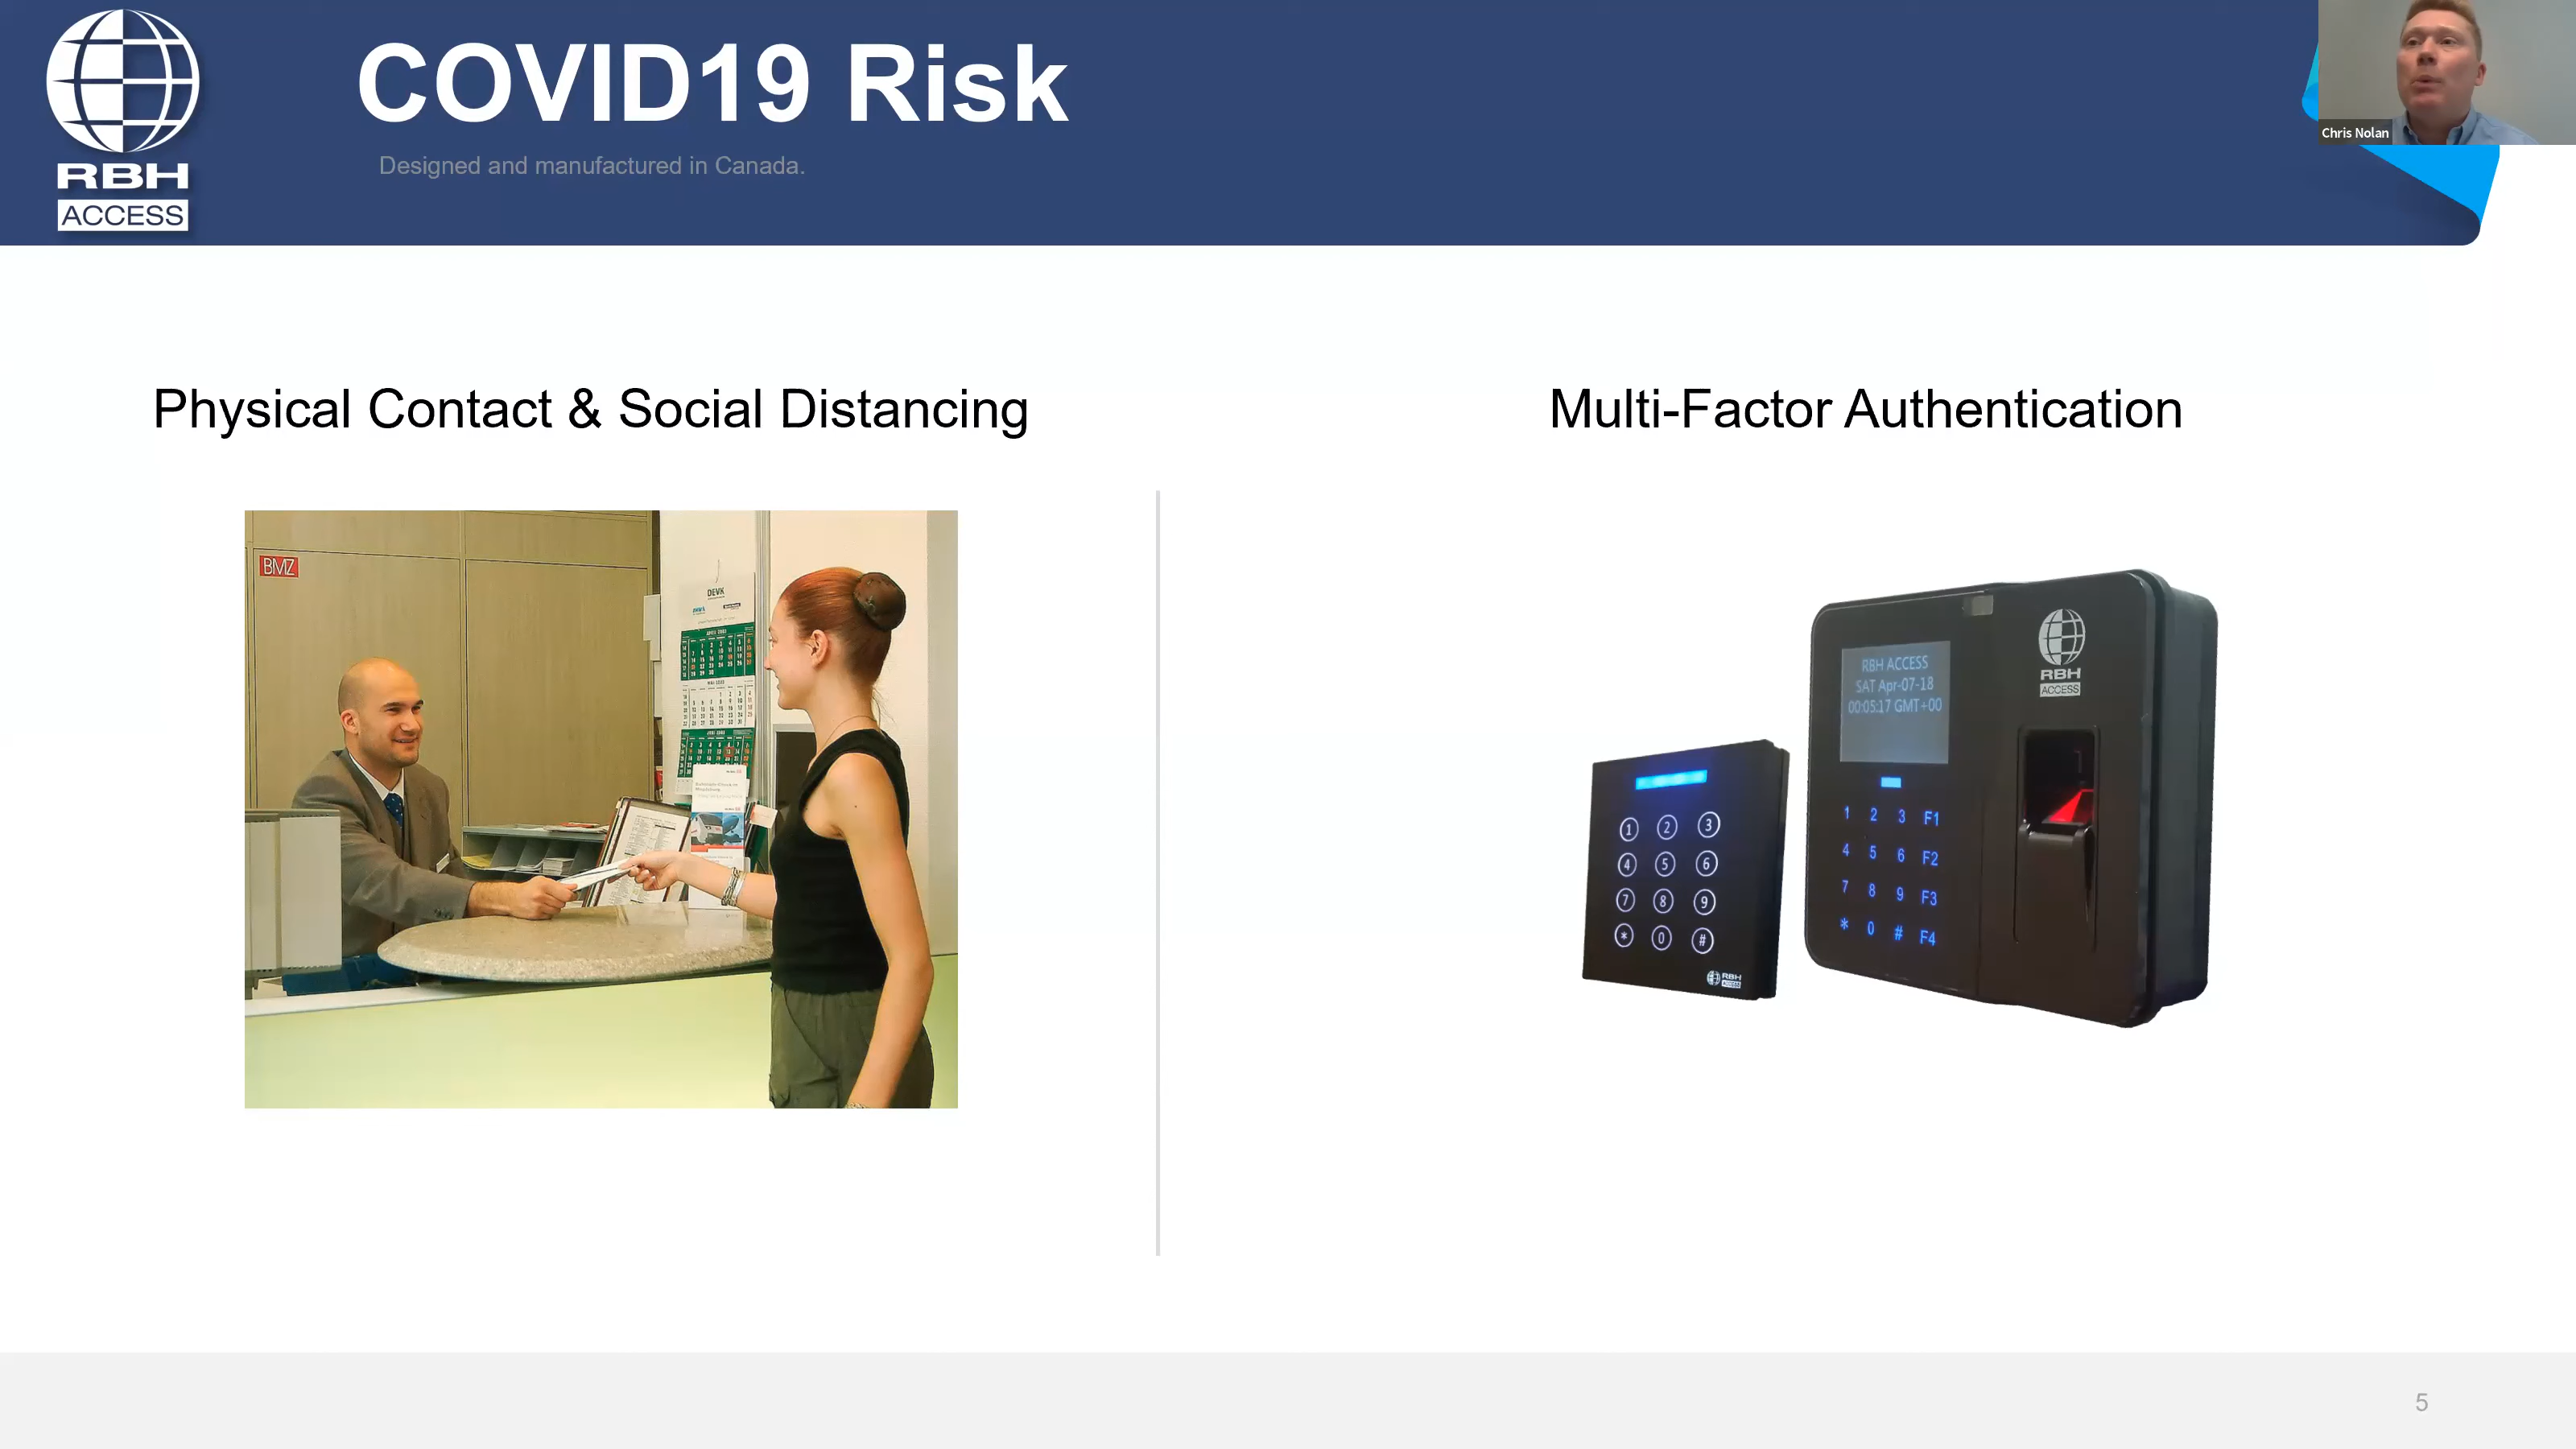 COVID19 Risk
Designed and manufactured in Canada.
RBH
ACCESS
Chris Nolan
Physical Contact & Social Distancing
Multi-Factor Authentication
BMZ
DEVK
RBH ACCESS
SAT Apr-07-18
00:05:17 GMT+00
RBH
ACCESS
1 2 3 F1
4 5 6 F2
7 8 9 F3
* 0 # F4
1 2 3
4 5 6
7 8 9
* 0 #
RBH
ACCESS
5